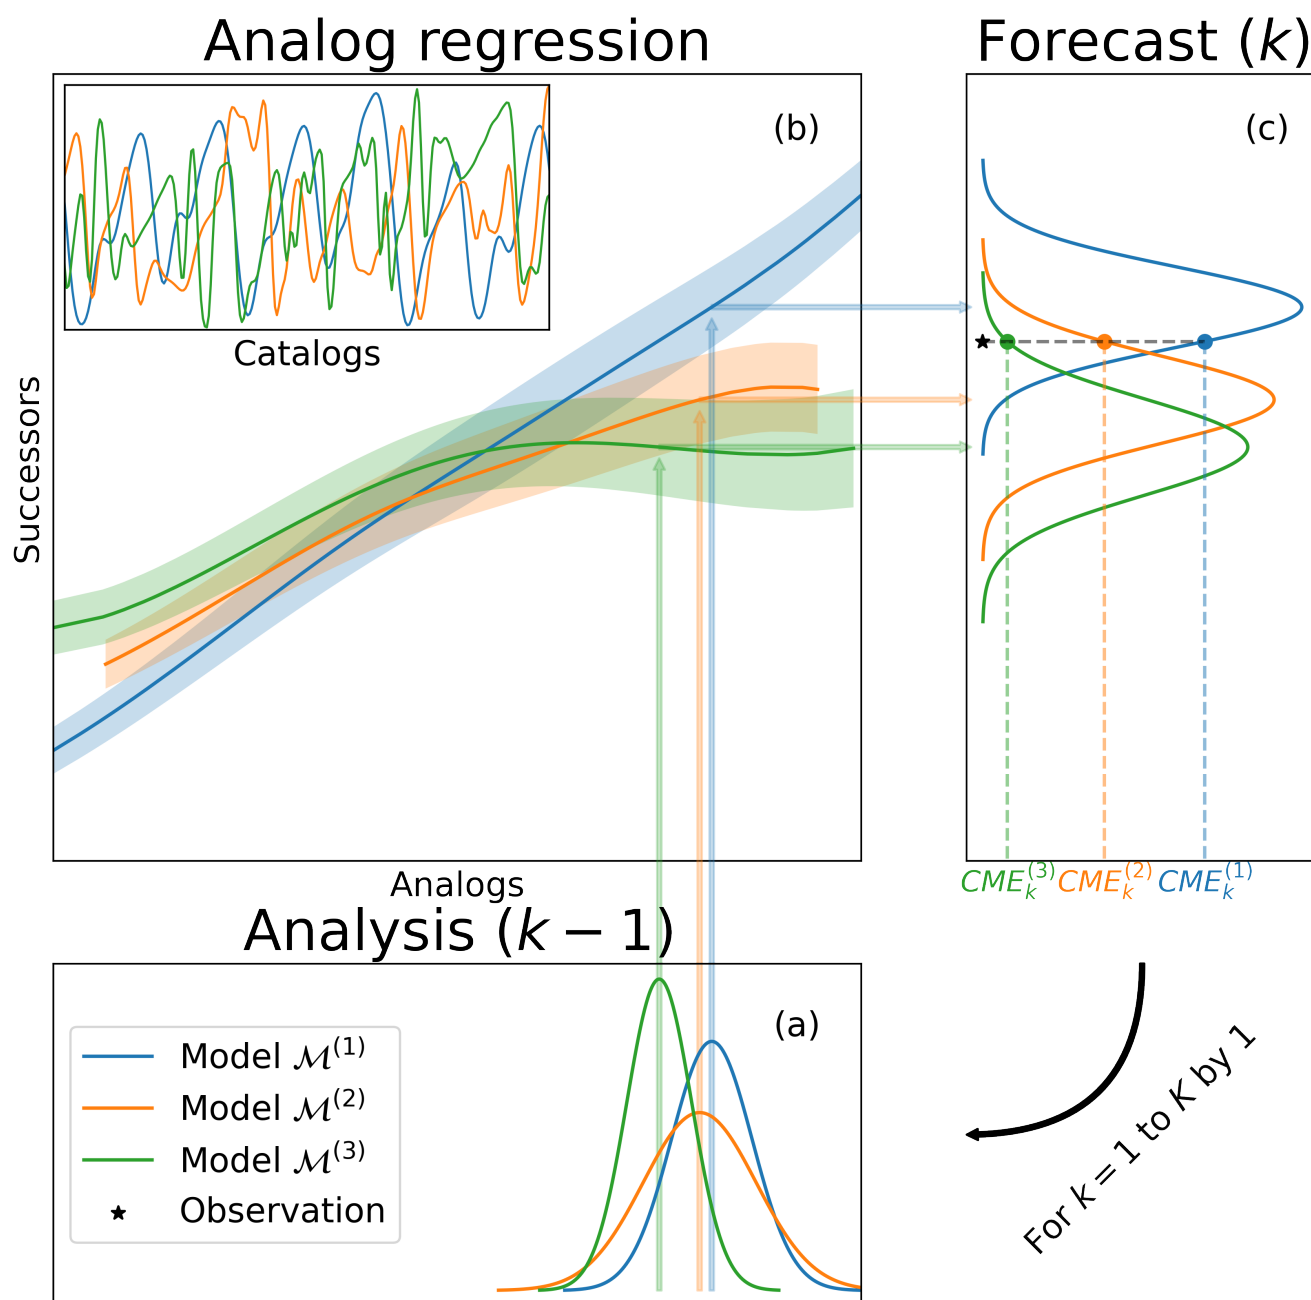 Analog regression
Forecast (k)
(b)
(c)
Catalogs
Successors
Analogs
CME_k^(3) CME_k^(2) CME_k^(1)
Analysis (k − 1)
(a)
Model ℳ^(1)
Model ℳ^(2)
Model ℳ^(3)
Observation
For k = 1 to K by 1